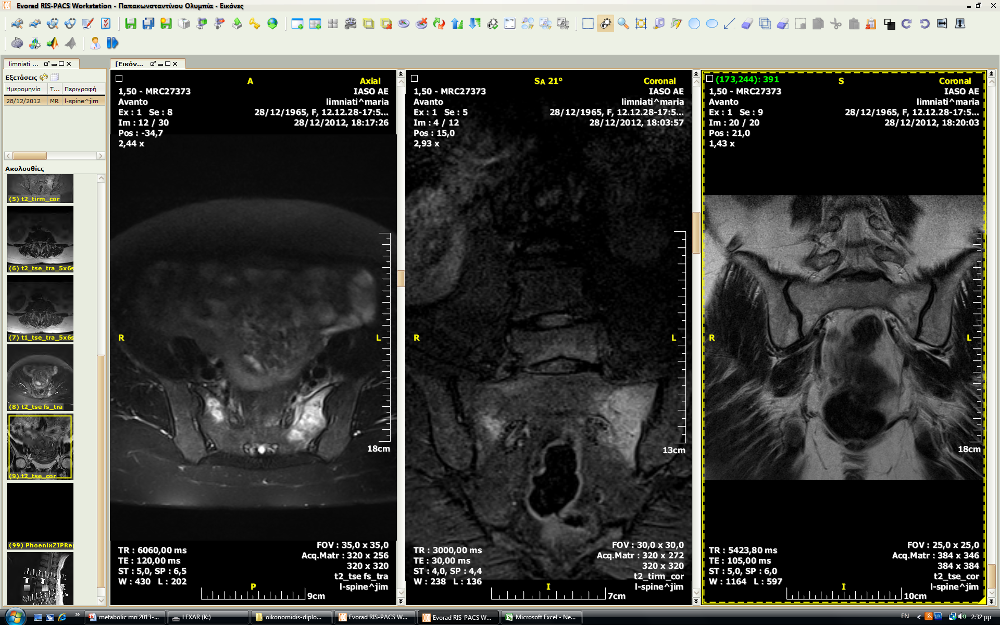 Evorad RIS-PACS Workstation - Παπακωνσταντίνου Ολυμπία - Εικόνες
limniati ...
[Εικόν...
Εξετάσεις
Ημερομηνία Τ... Περιγραφή
28/12/2012 MR l-spine^jim
Ακολουθίες
(5) t2_tirm_cor
(6) t2_tse_tra_5x6s
(7) t1_tse_tra_5x6s
(8) t2_tse fs_tra
(9) t2_tse_cor
(99) PhoenixZIPRe
A Axial
1,50 - MRC27373 IASO AE
Avanto limniati^maria
Ex : 1 Se : 8 28/12/1965, F, 12.12.28-17:5...
Im : 12 / 30 28/12/2012, 18:17:26
Pos : -34,7
2,44 x
R L
18cm
FOV : 35,0 x 35,0
TR : 6060,00 ms Acq.Matr : 320 x 256
TE : 120,00 ms 320 x 320
ST : 5,0, SP : 6,5 t2_tse fs_tra
W : 430 L : 202 l-spine^jim
P
9cm
SA 21° Coronal
1,50 - MRC27373 IASO AE
Avanto limniati^maria
Ex : 1 Se : 5 28/12/1965, F, 12.12.28-17:5...
Im : 4 / 12 28/12/2012, 18:03:57
Pos : 15,0
2,93 x
R L
13cm
FOV : 30,0 x 30,0
TR : 3000,00 ms Acq.Matr : 320 x 272
TE : 30,00 ms 320 x 320
ST : 4,0, SP : 4,4 t2_tirm_cor
W : 238 L : 136 l-spine^jim
I
7cm
(173,244): 391 S Coronal
1,50 - MRC27373 IASO AE
Avanto limniati^maria
Ex : 1 Se : 9 28/12/1965, F, 12.12.28-17:5...
Im : 20 / 20 28/12/2012, 18:20:03
Pos : 21,0
1,43 x
R L
18cm
FOV : 25,0 x 25,0
TR : 5423,80 ms Acq.Matr : 384 x 346
TE : 105,00 ms 384 x 384
ST : 5,0, SP : 6,0 t2_tse_cor
W : 1164 L : 597 l-spine^jim
I
10cm
metabolic mri 2013-... LEXAR (K:) oikonomidis-diplo... Evorad RIS-PACS W... Evorad RIS-PACS W... Microsoft Excel - Ne... EN 2:32 μμ